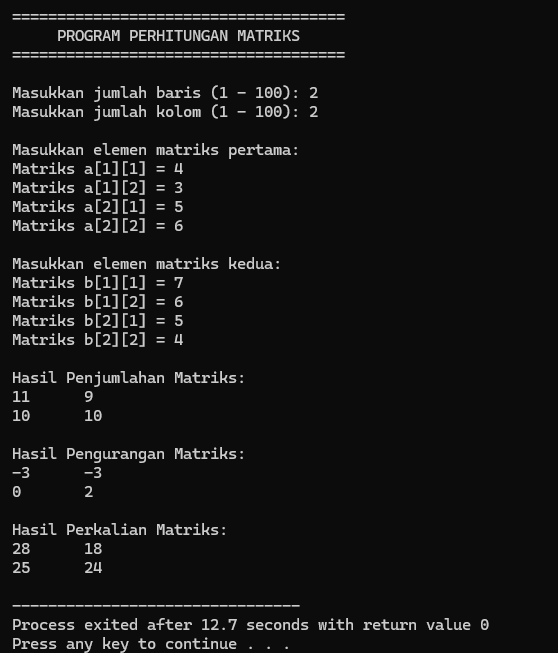 =====================================
PROGRAM PERHITUNGAN MATRIKS
=====================================
Masukkan jumlah baris (1 - 100): 2
Masukkan jumlah kolom (1 - 100): 2
Masukkan elemen matriks pertama:
Matriks a[1][1] = 4
Matriks a[1][2] = 3
Matriks a[2][1] = 5
Matriks a[2][2] = 6
Masukkan elemen matriks kedua:
Matriks b[1][1] = 7
Matriks b[1][2] = 6
Matriks b[2][1] = 5
Matriks b[2][2] = 4
Hasil Penjumlahan Matriks:
11      9
10      10
Hasil Pengurangan Matriks:
-3      -3
0       2
Hasil Perkalian Matriks:
28      18
25      24
--------------------------------
Process exited after 12.7 seconds with return value 0
Press any key to continue . . .